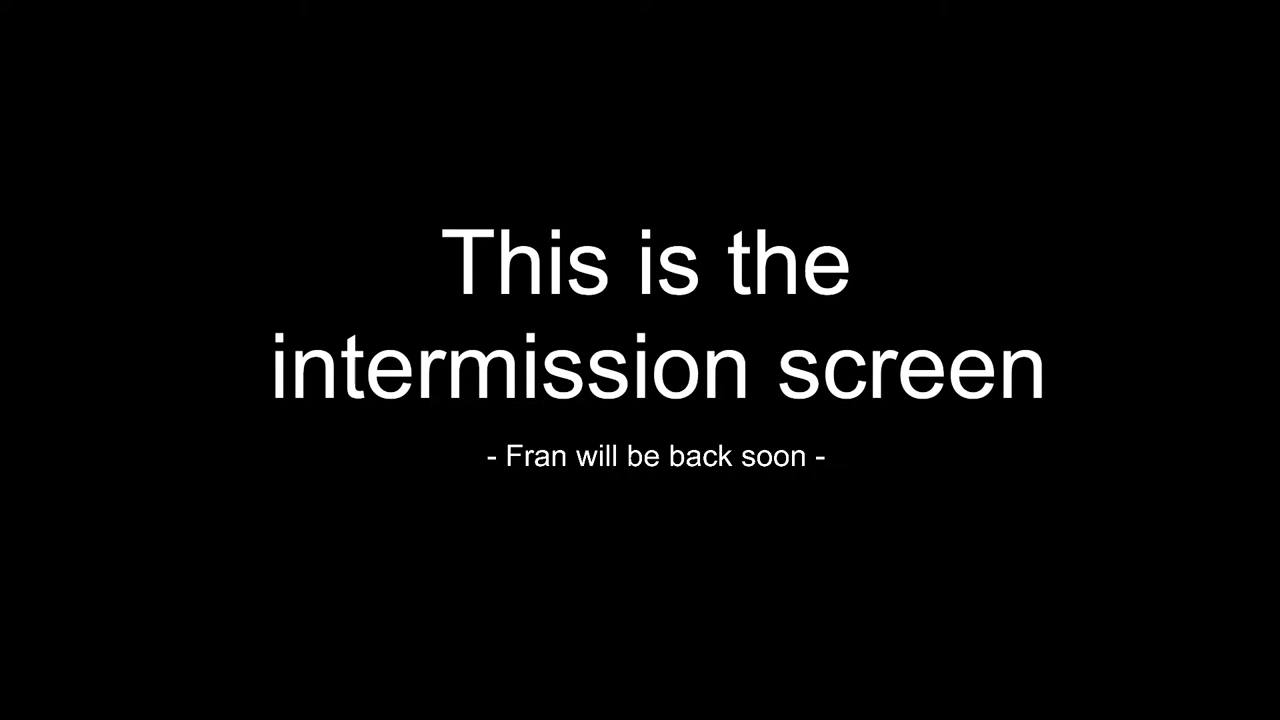 This is the
intermission screen
- Fran will be back soon -